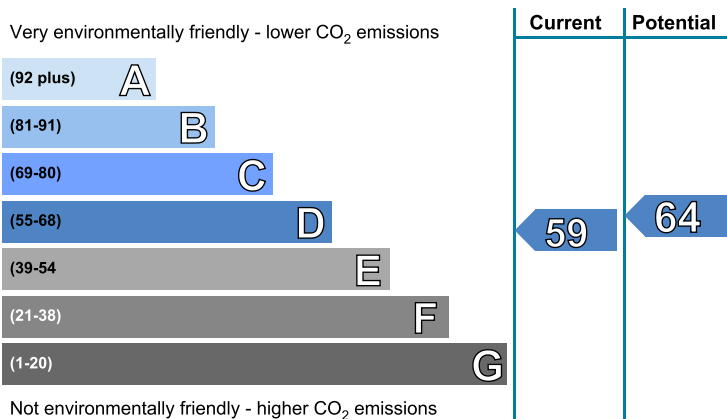 Current Potential
Very environmentally friendly - lower CO2 emissions
(92 plus) A
(81-91) B
(69-80) C
(55-68) D
59 64
(39-54 E
(21-38) F
(1-20) G
Not environmentally friendly - higher CO2 emissions